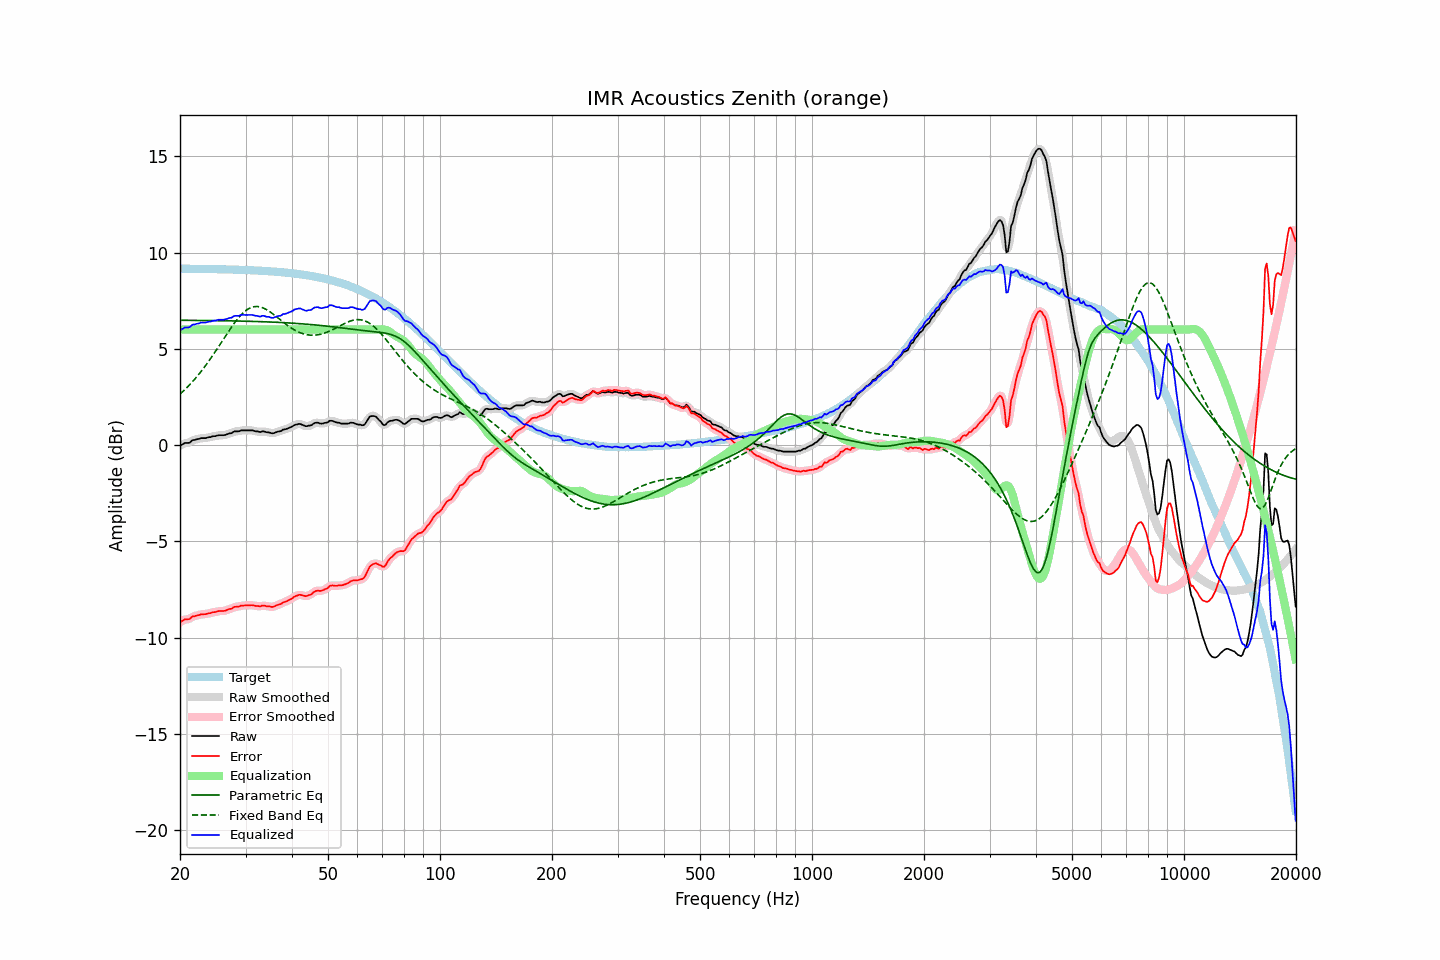 IMR Acoustics Zenith (orange)
Amplitude (dBr)
15
10
5
0
−5
−10
−15
−20
Target
Raw Smoothed
Error Smoothed
Raw
Error
Equalization
Parametric Eq
Fixed Band Eq
Equalized
20 50 100 200 500 1000 2000 5000 10000 20000
Frequency (Hz)